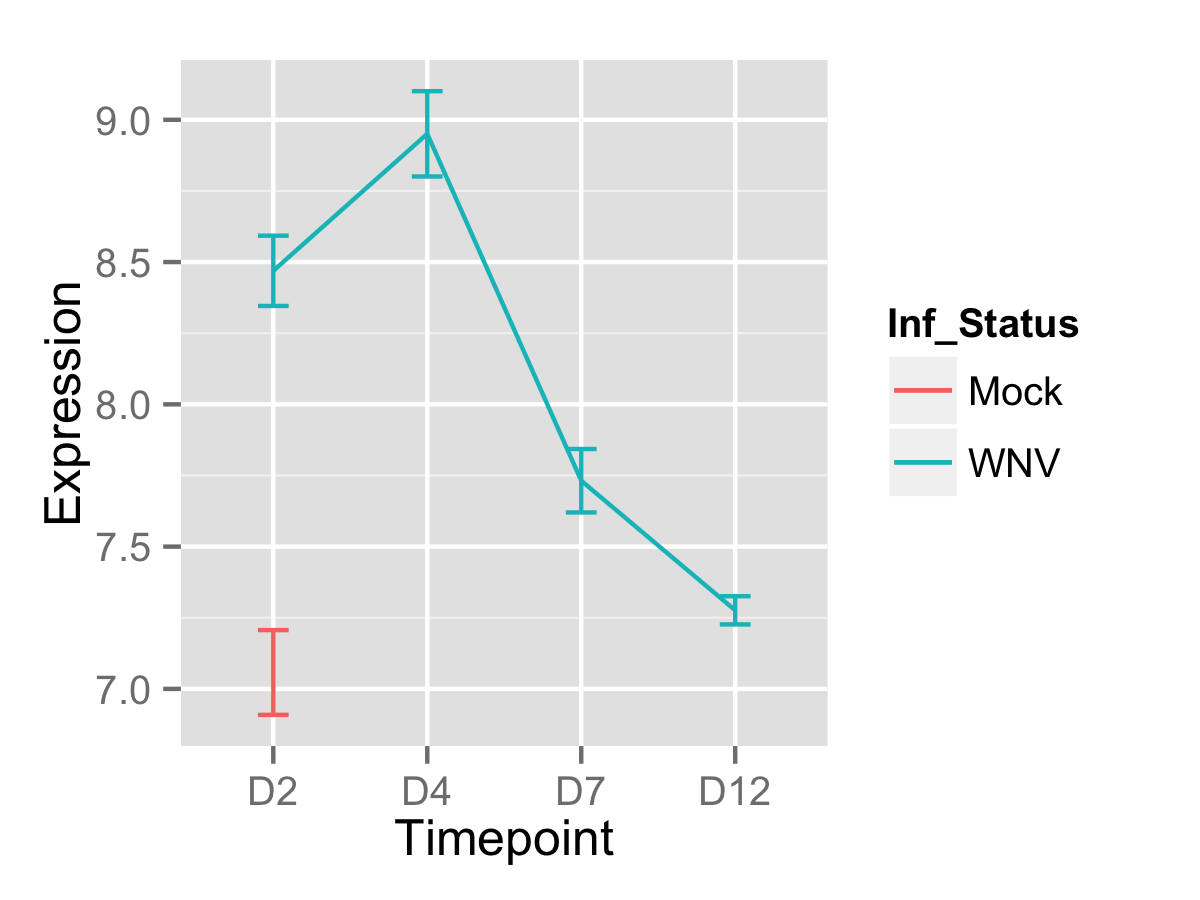 Expression
9.0
8.5
8.0
7.5
7.0
D2 D4 D7 D12
Timepoint
Inf_Status
Mock
WNV